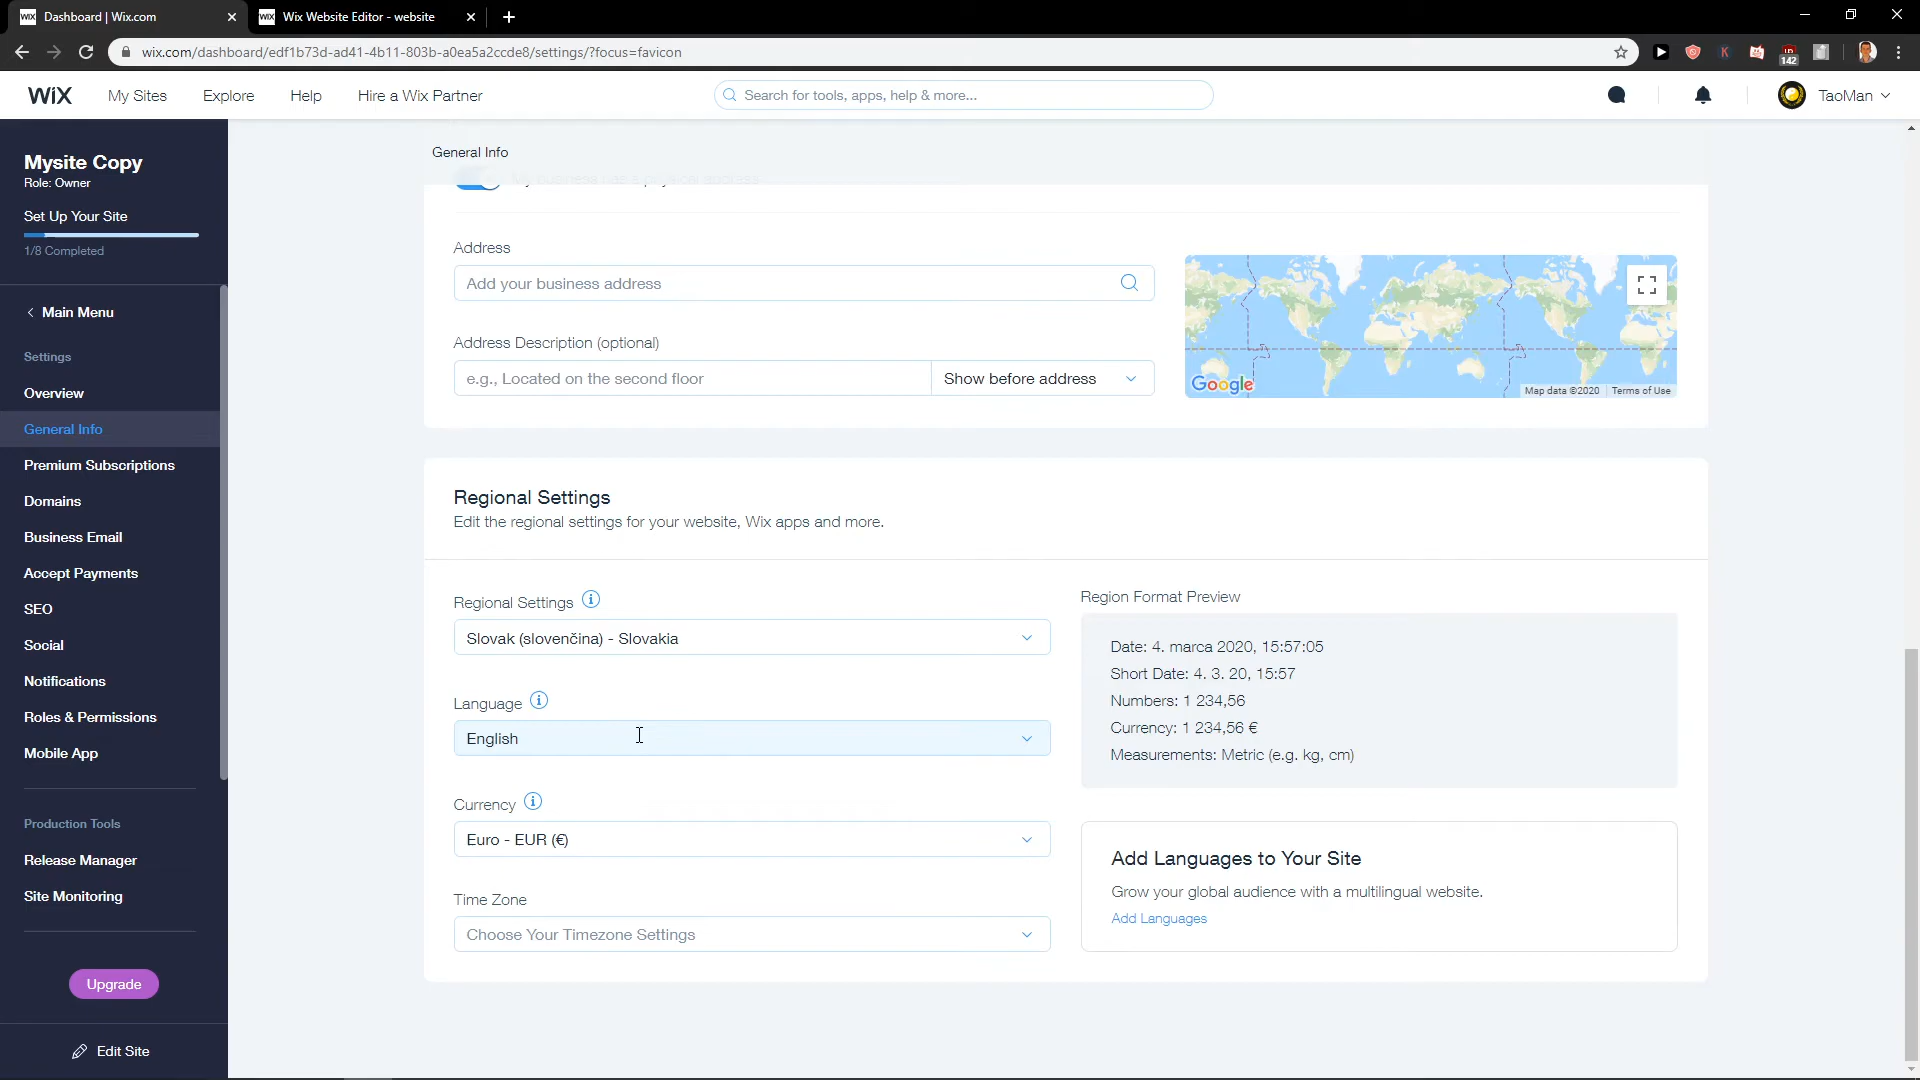 Dashboard | Wix.com
Wix Website Editor - website
wix.com/dashboard/edf1b73d-ad41-4b11-803b-a0ea5a2ccde8/settings/?focus=favicon
142
WiX
My Sites
Explore
Help
Hire a Wix Partner
Search for tools, apps, help & more...
TaoMan
Mysite Copy
Role: Owner
Set Up Your Site
1/8 Completed
Main Menu
Settings
Overview
General Info
Premium Subscriptions
Domains
Business Email
Accept Payments
SEO
Social
Notifications
Roles & Permissions
Mobile App
Production Tools
Release Manager
Site Monitoring
Upgrade
Edit Site
General Info
My business has a physical address
Address
Add your business address
Address Description (optional)
e.g., Located on the second floor
Show before address
Google
Map data ©2020
Terms of Use
Regional Settings
Edit the regional settings for your website, Wix apps and more.
Regional Settings
Slovak (slovenčina) - Slovakia
Language
English
Currency
Euro - EUR (€)
Time Zone
Choose Your Timezone Settings
Region Format Preview
Date: 4. marca 2020, 15:57:05
Short Date: 4. 3. 20, 15:57
Numbers: 1 234,56
Currency: 1 234,56 €
Measurements: Metric (e.g. kg, cm)
Add Languages to Your Site
Grow your global audience with a multilingual website.
Add Languages